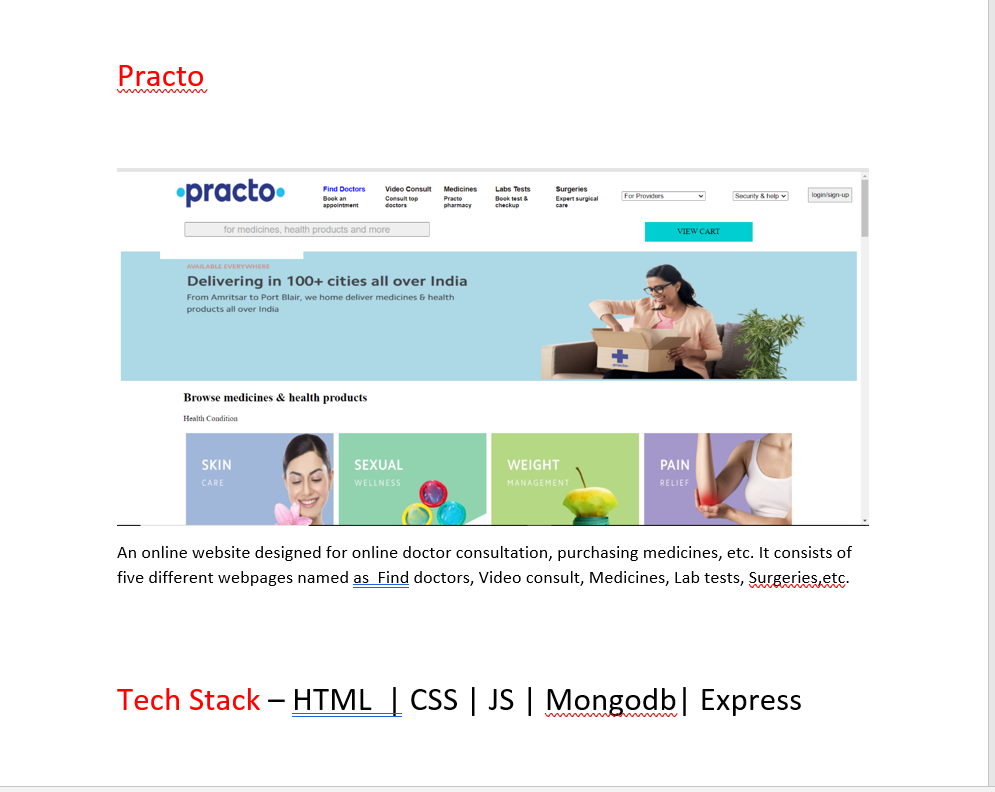 Practo
practo
Find Doctors Video Consult Medicines Labs Tests Surgeries
Book an appointment Consult top doctors Practo pharmacy Book test & checkup Expert surgical care
For Providers Security & help login/sign-up
for medicines, health products and more
VIEW CART
AVAILABLE EVERYWHERE
Delivering in 100+ cities all over India
From Amritsar to Port Blair, we home deliver medicines & health
products all over India
practo
Browse medicines & health products
Health Condition
SKIN SEXUAL WEIGHT PAIN
CARE WELLNESS MANAGEMENT RELIEF
An online website designed for online doctor consultation, purchasing medicines, etc. It consists of
five different webpages named as  Find doctors, Video consult, Medicines, Lab tests, Surgeries,etc.
Tech Stack – HTML  | CSS | JS | Mongodb| Express